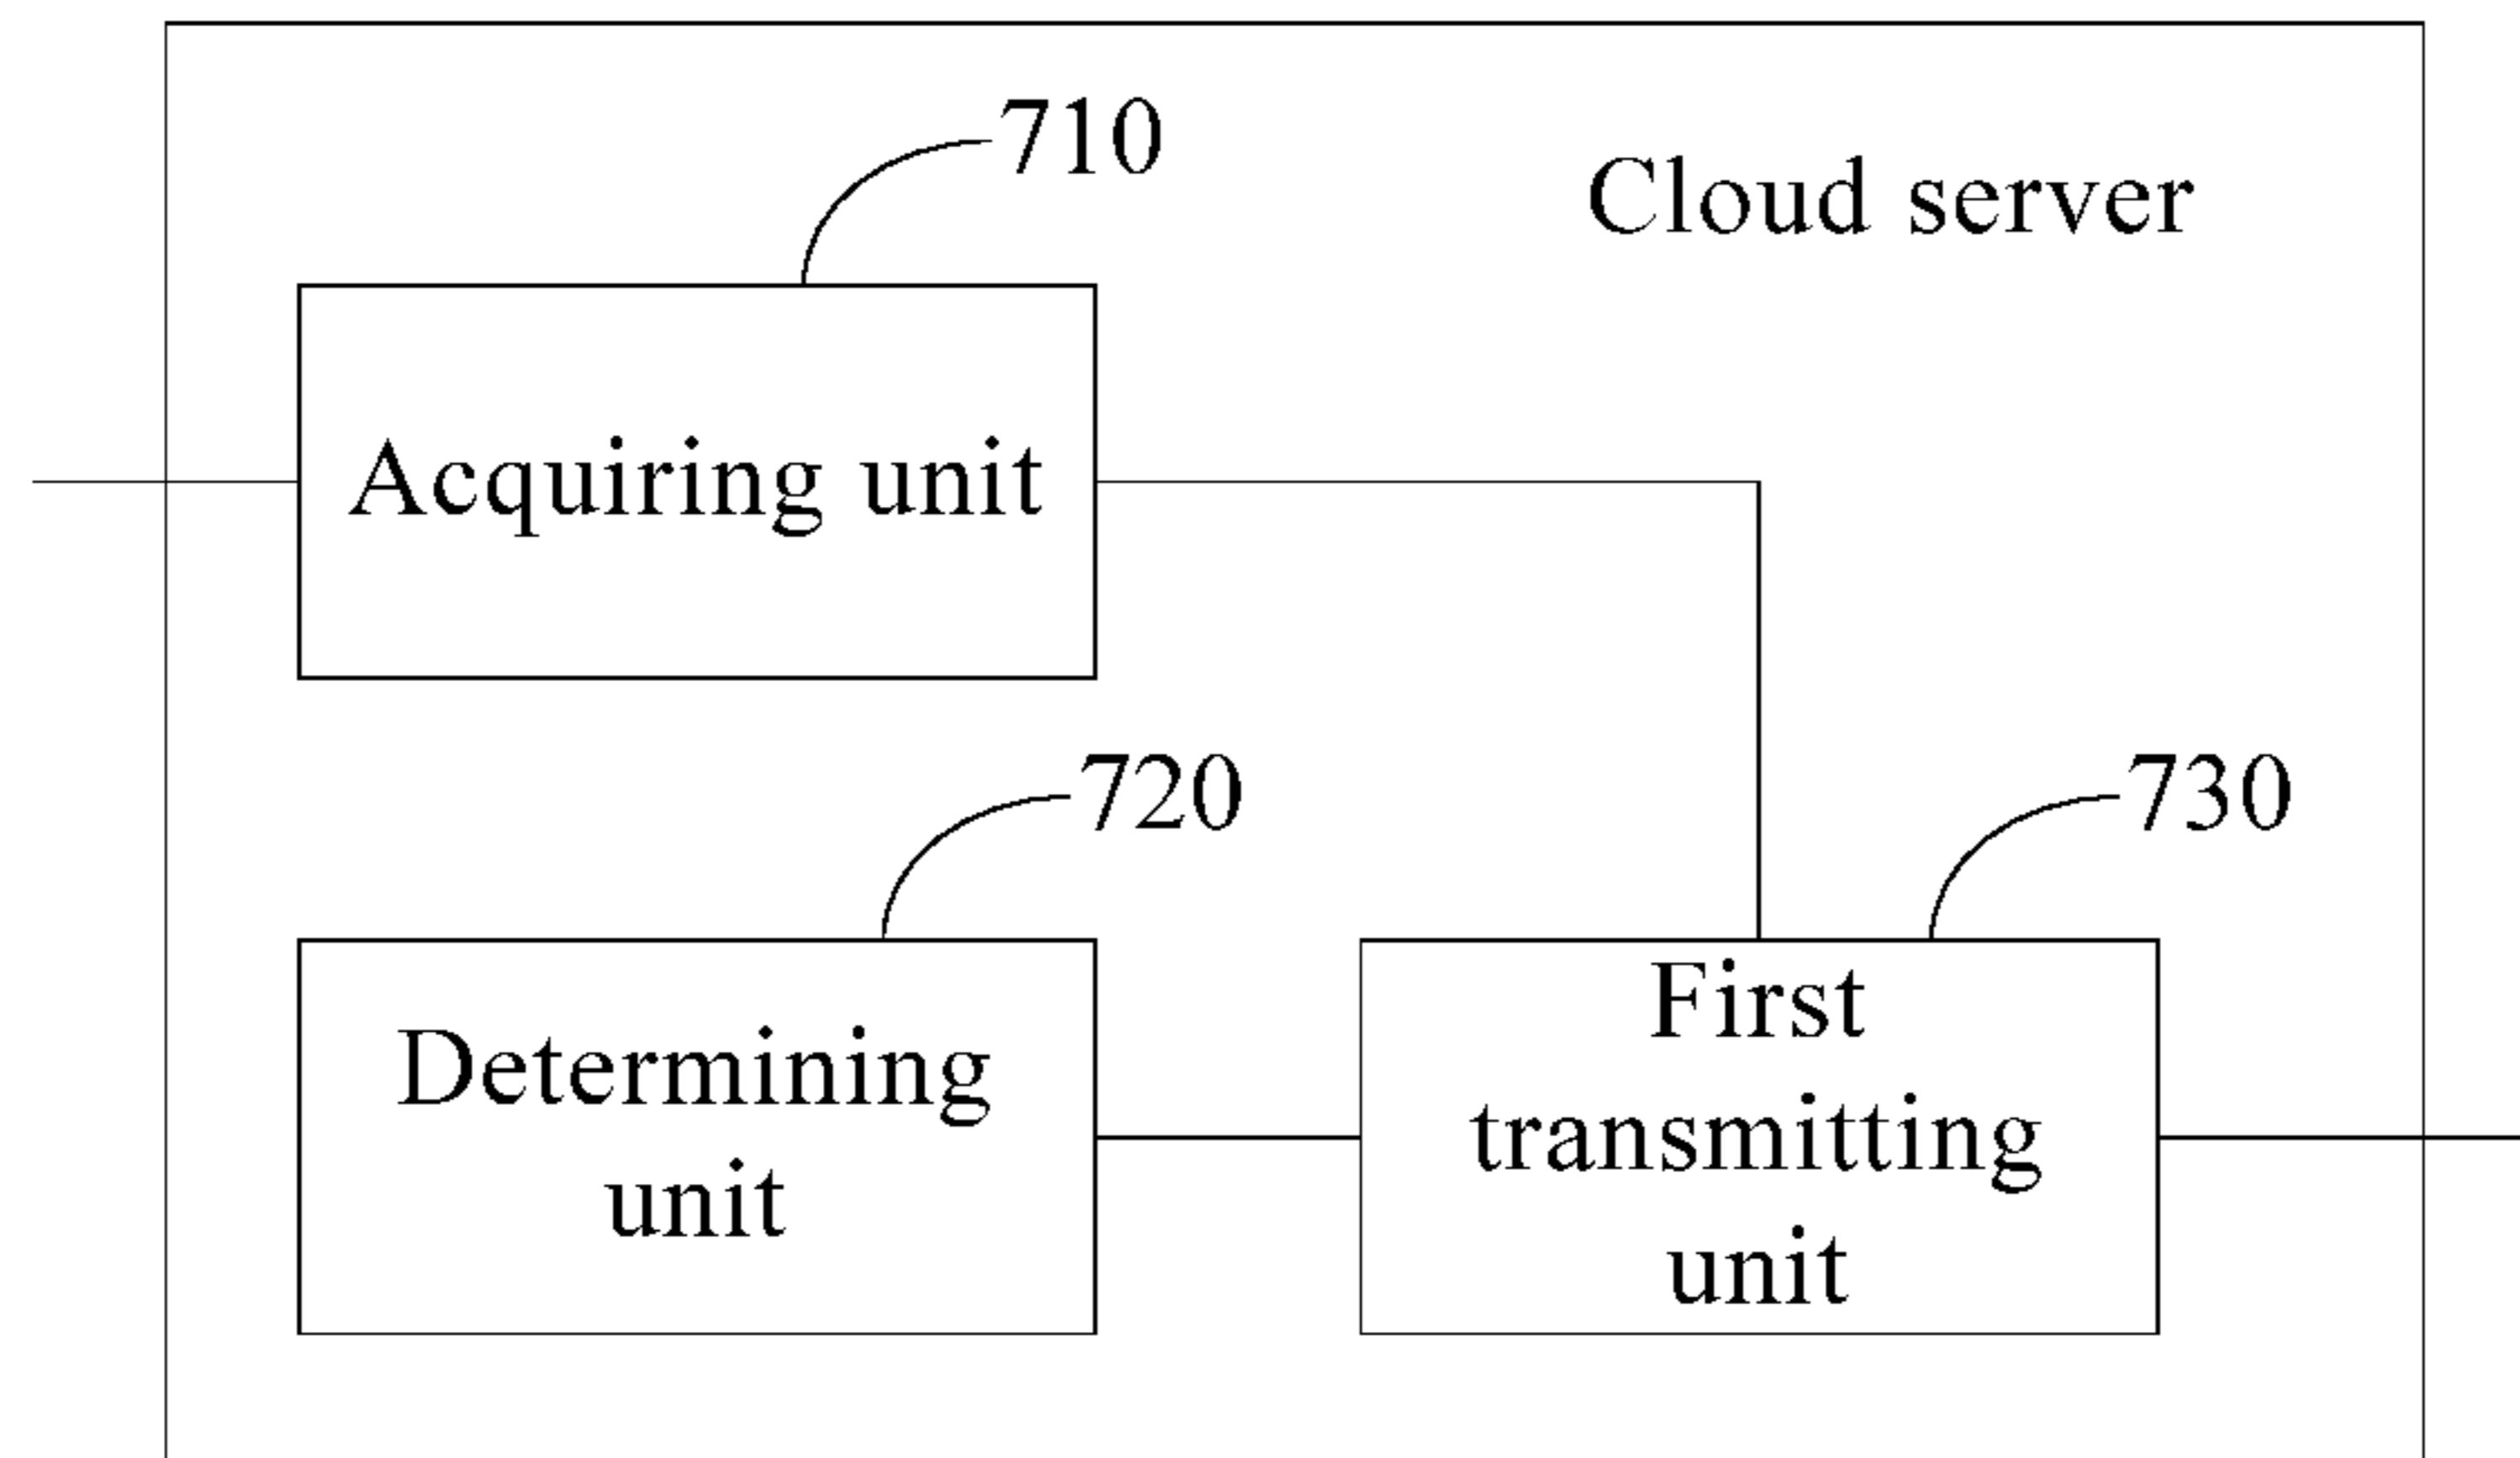 710
Cloud server
Acquiring unit
720
730
Determining
unit
First
transmitting
unit